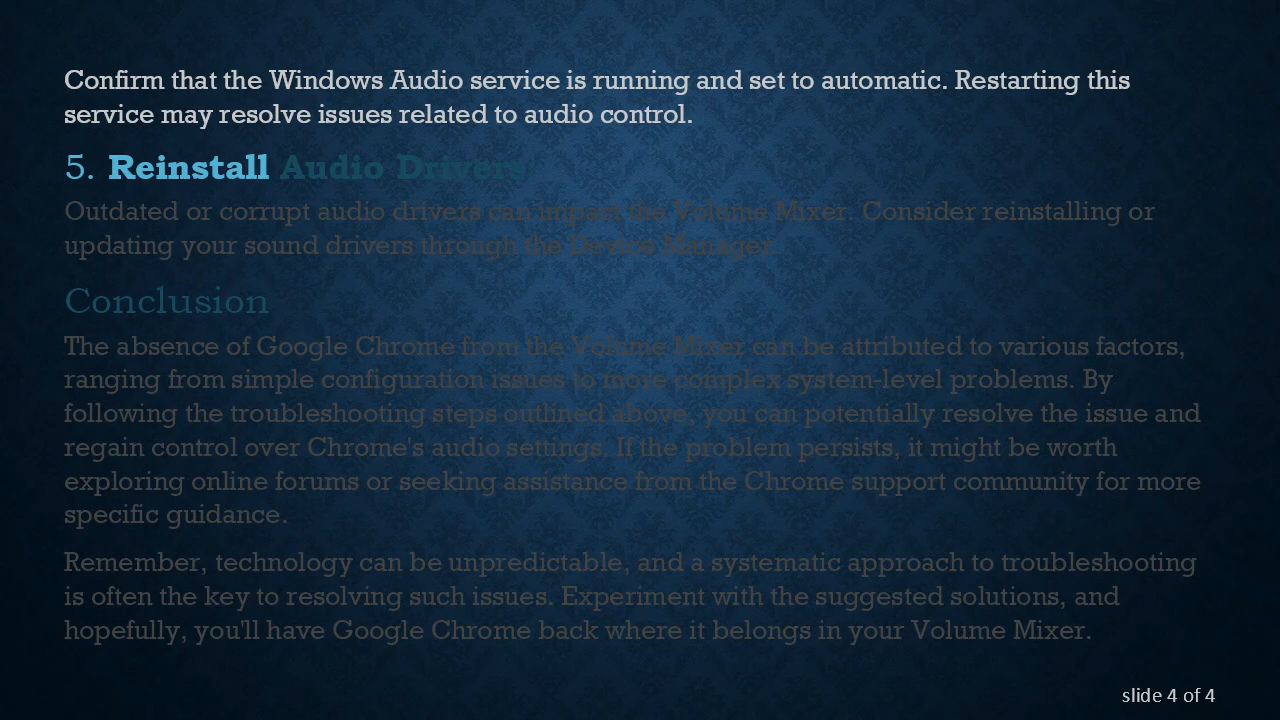 Confirm that the Windows Audio service is running and set to automatic. Restarting this
service may resolve issues related to audio control.
5. Reinstall Audio Drivers:
Outdated or corrupt audio drivers can impact the Volume Mixer. Consider reinstalling or
updating your sound drivers through the Device Manager.
Conclusion
The absence of Google Chrome from the Volume Mixer can be attributed to various factors,
ranging from simple configuration issues to more complex system-level problems. By
following the troubleshooting steps outlined above, you can potentially resolve the issue and
regain control over Chrome's audio settings. If the problem persists, it might be worth
exploring online forums or seeking assistance from the Chrome support community for more
specific guidance.
Remember, technology can be unpredictable, and a systematic approach to troubleshooting
is often the key to resolving such issues. Experiment with the suggested solutions, and
hopefully, you'll have Google Chrome back where it belongs in your Volume Mixer.
slide 4 of 4